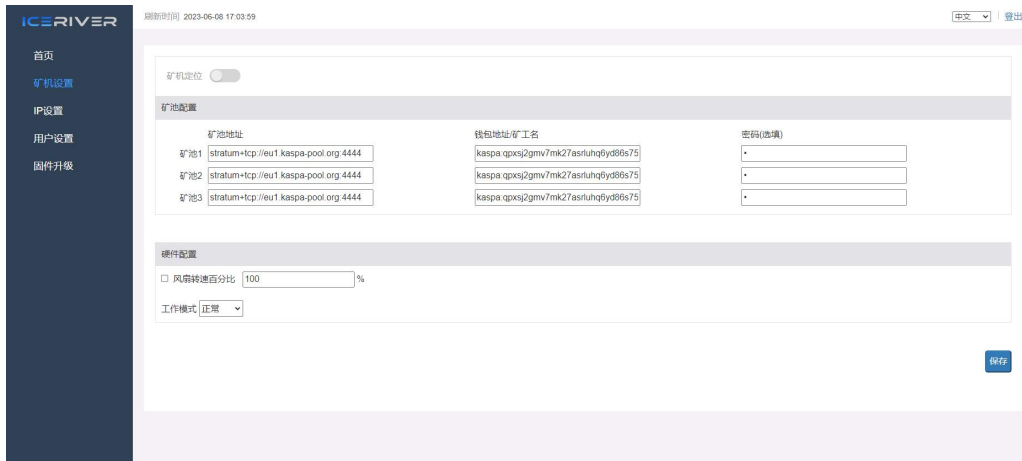 ICERIVER
刷新时间 2023-06-08 17:03:59
中文
登出
首页
矿机设置
IP设置
用户设置
固件升级
矿机定位
矿池配置
矿池地址 钱包地址/矿工名 密码(选填)
矿池1 stratum+tcp://eu1.kaspa-pool.org:4444 kaspa:qpxsj2gmv7mk27asrluhq6yd86s75 •
矿池2 stratum+tcp://eu1.kaspa-pool.org:4444 kaspa:qpxsj2gmv7mk27asrluhq6yd86s75 •
矿池3 stratum+tcp://eu1.kaspa-pool.org:4444 kaspa:qpxsj2gmv7mk27asrluhq6yd86s75 •
硬件配置
风扇转速百分比 100 %
工作模式 正常
保存